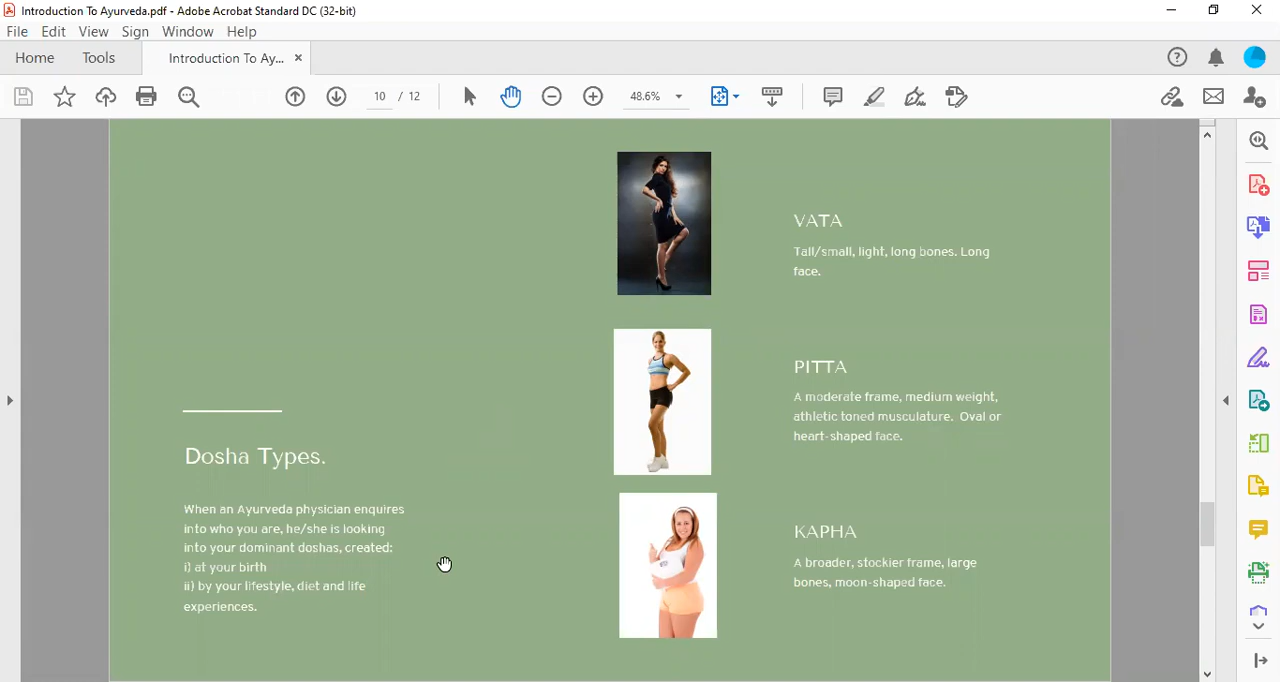 Introduction To Ayurveda.pdf - Adobe Acrobat Standard DC (32-bit)
File Edit View Sign Window Help
Home Tools Introduction To Ay... ×
10 / 12 48.6%
VATA
Tall/small, light, long bones. Long
face.
PITTA
A moderate frame, medium weight,
athletic toned musculature. Oval or
heart-shaped face.
Dosha Types.
When an Ayurveda physician enquires
into who you are, he/she is looking
into your dominant doshas, created:
i) at your birth
ii) by your lifestyle, diet and life
experiences.
KAPHA
A broader, stockier frame, large
bones, moon-shaped face.